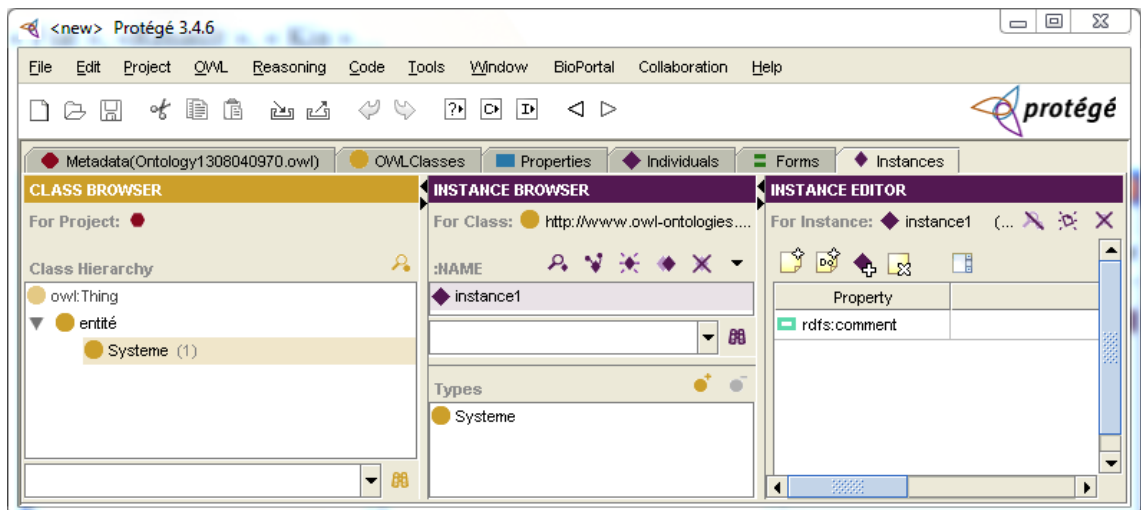 <new> Protégé 3.4.6
File Edit Project OWL Reasoning Code Tools Window BioPortal Collaboration Help
protégé
Metadata(Ontology1308040970.owl) OWLClasses Properties Individuals Forms Instances
CLASS BROWSER INSTANCE BROWSER INSTANCE EDITOR
For Project: For Class: http://www.owl-ontologies.... For Instance: instance1 (...
Class Hierarchy :NAME
owl:Thing instance1 Property
entité rdfs:comment
Systeme (1)
Types
Systeme